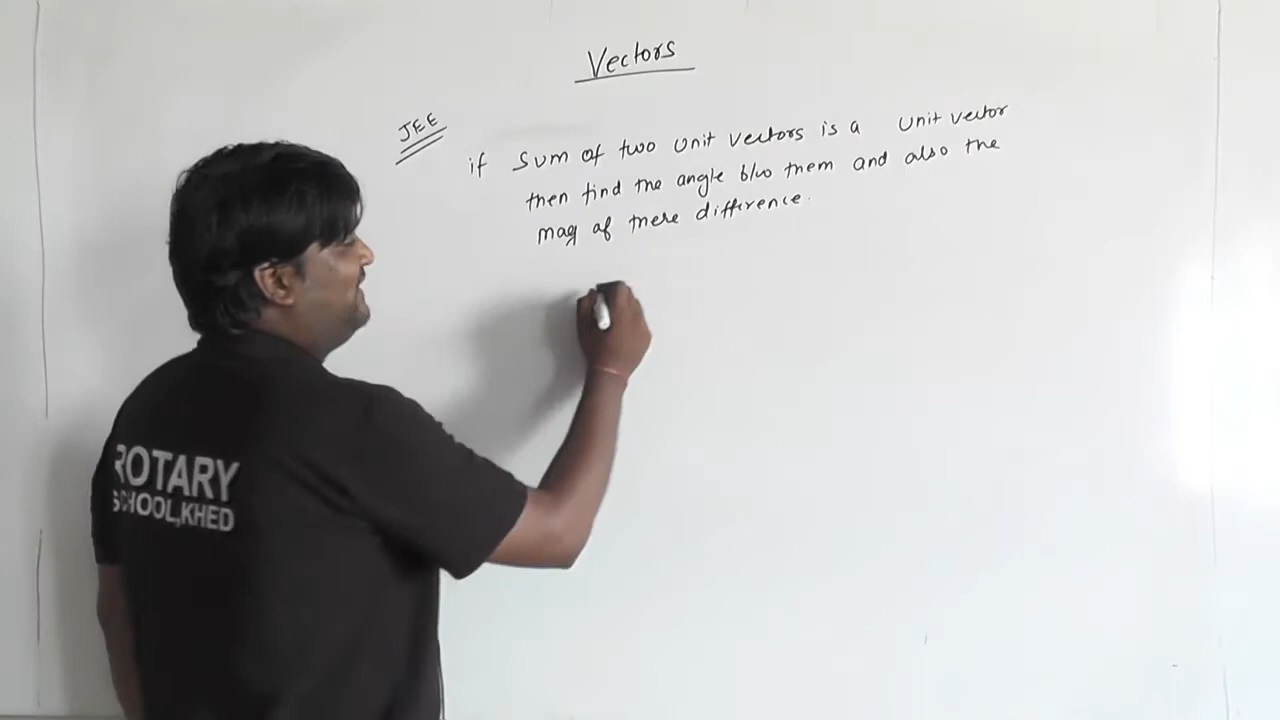 Vectors
JEE
if Sum of two unit vectors is a unit vector
then find the angle b/w them and also the
mag of there difference.
ROTARY
SCHOOL,KHED